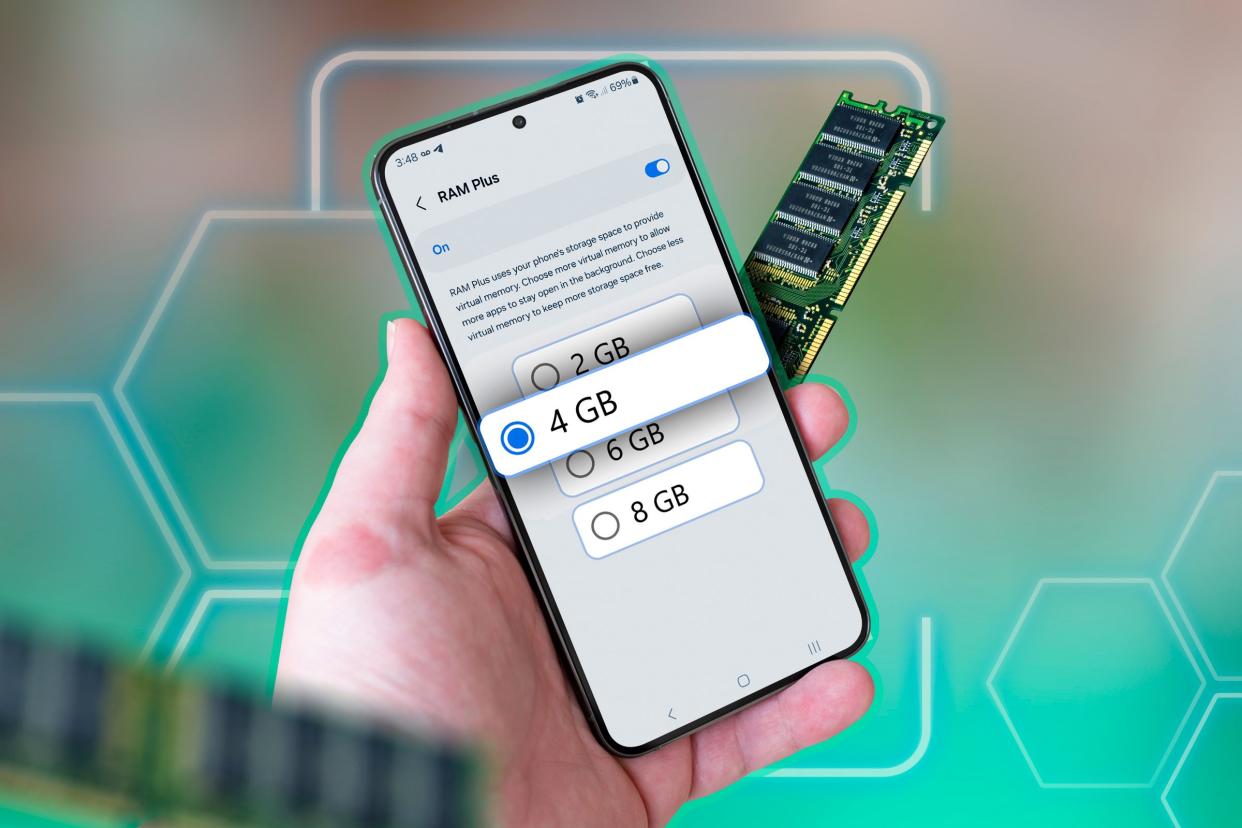 3:48
69%
RAM Plus
On
RAM Plus uses your phone's storage space to provide
virtual memory. Choose more virtual memory to allow
more apps to stay open in the background. Choose less
virtual memory to keep more storage space free.
2 GB
4 GB
6 GB
8 GB